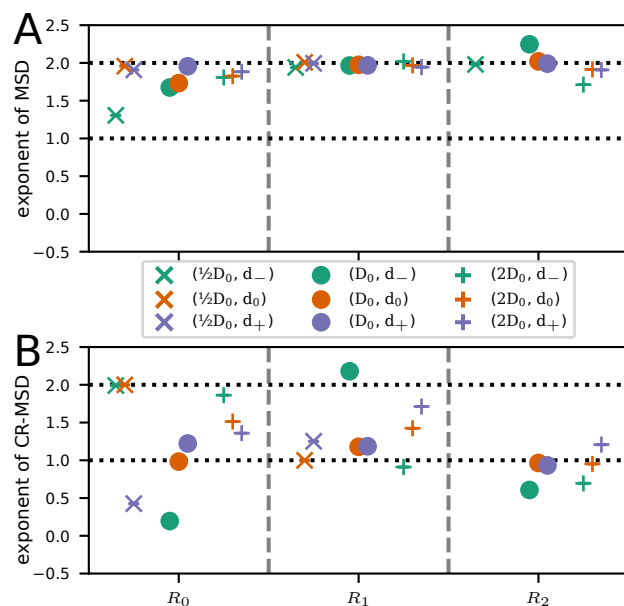 A
exponent of MSD
2.5
2.0
1.5
1.0
0.5
0.0
−0.5
(½D₀, d₋) (D₀, d₋) (2D₀, d₋)
(½D₀, d₀) (D₀, d₀) (2D₀, d₀)
(½D₀, d₊) (D₀, d₊) (2D₀, d₊)
B
exponent of CR-MSD
2.5
2.0
1.5
1.0
0.5
0.0
−0.5
R₀ R₁ R₂